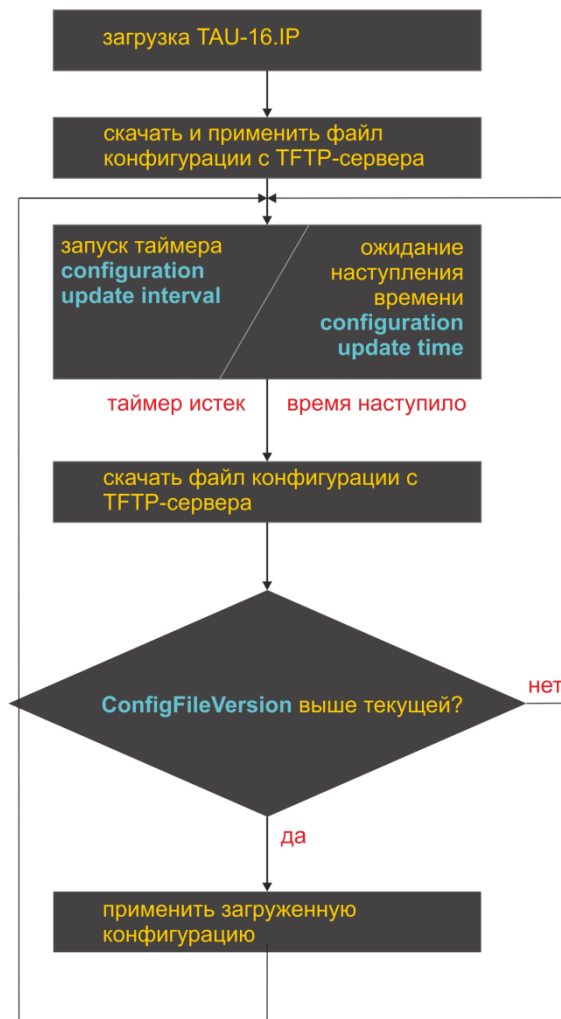 загрузка TAU-16.IP
скачать и применить файл
конфигурации с TFTP-сервера
запуск таймера
configuration
update interval
ожидание
наступления
времени
configuration
update time
таймер истек
время наступило
скачать файл конфигурации с
TFTP-сервера
ConfigFileVersion выше текущей?
нет
да
применить загруженную
конфигурацию